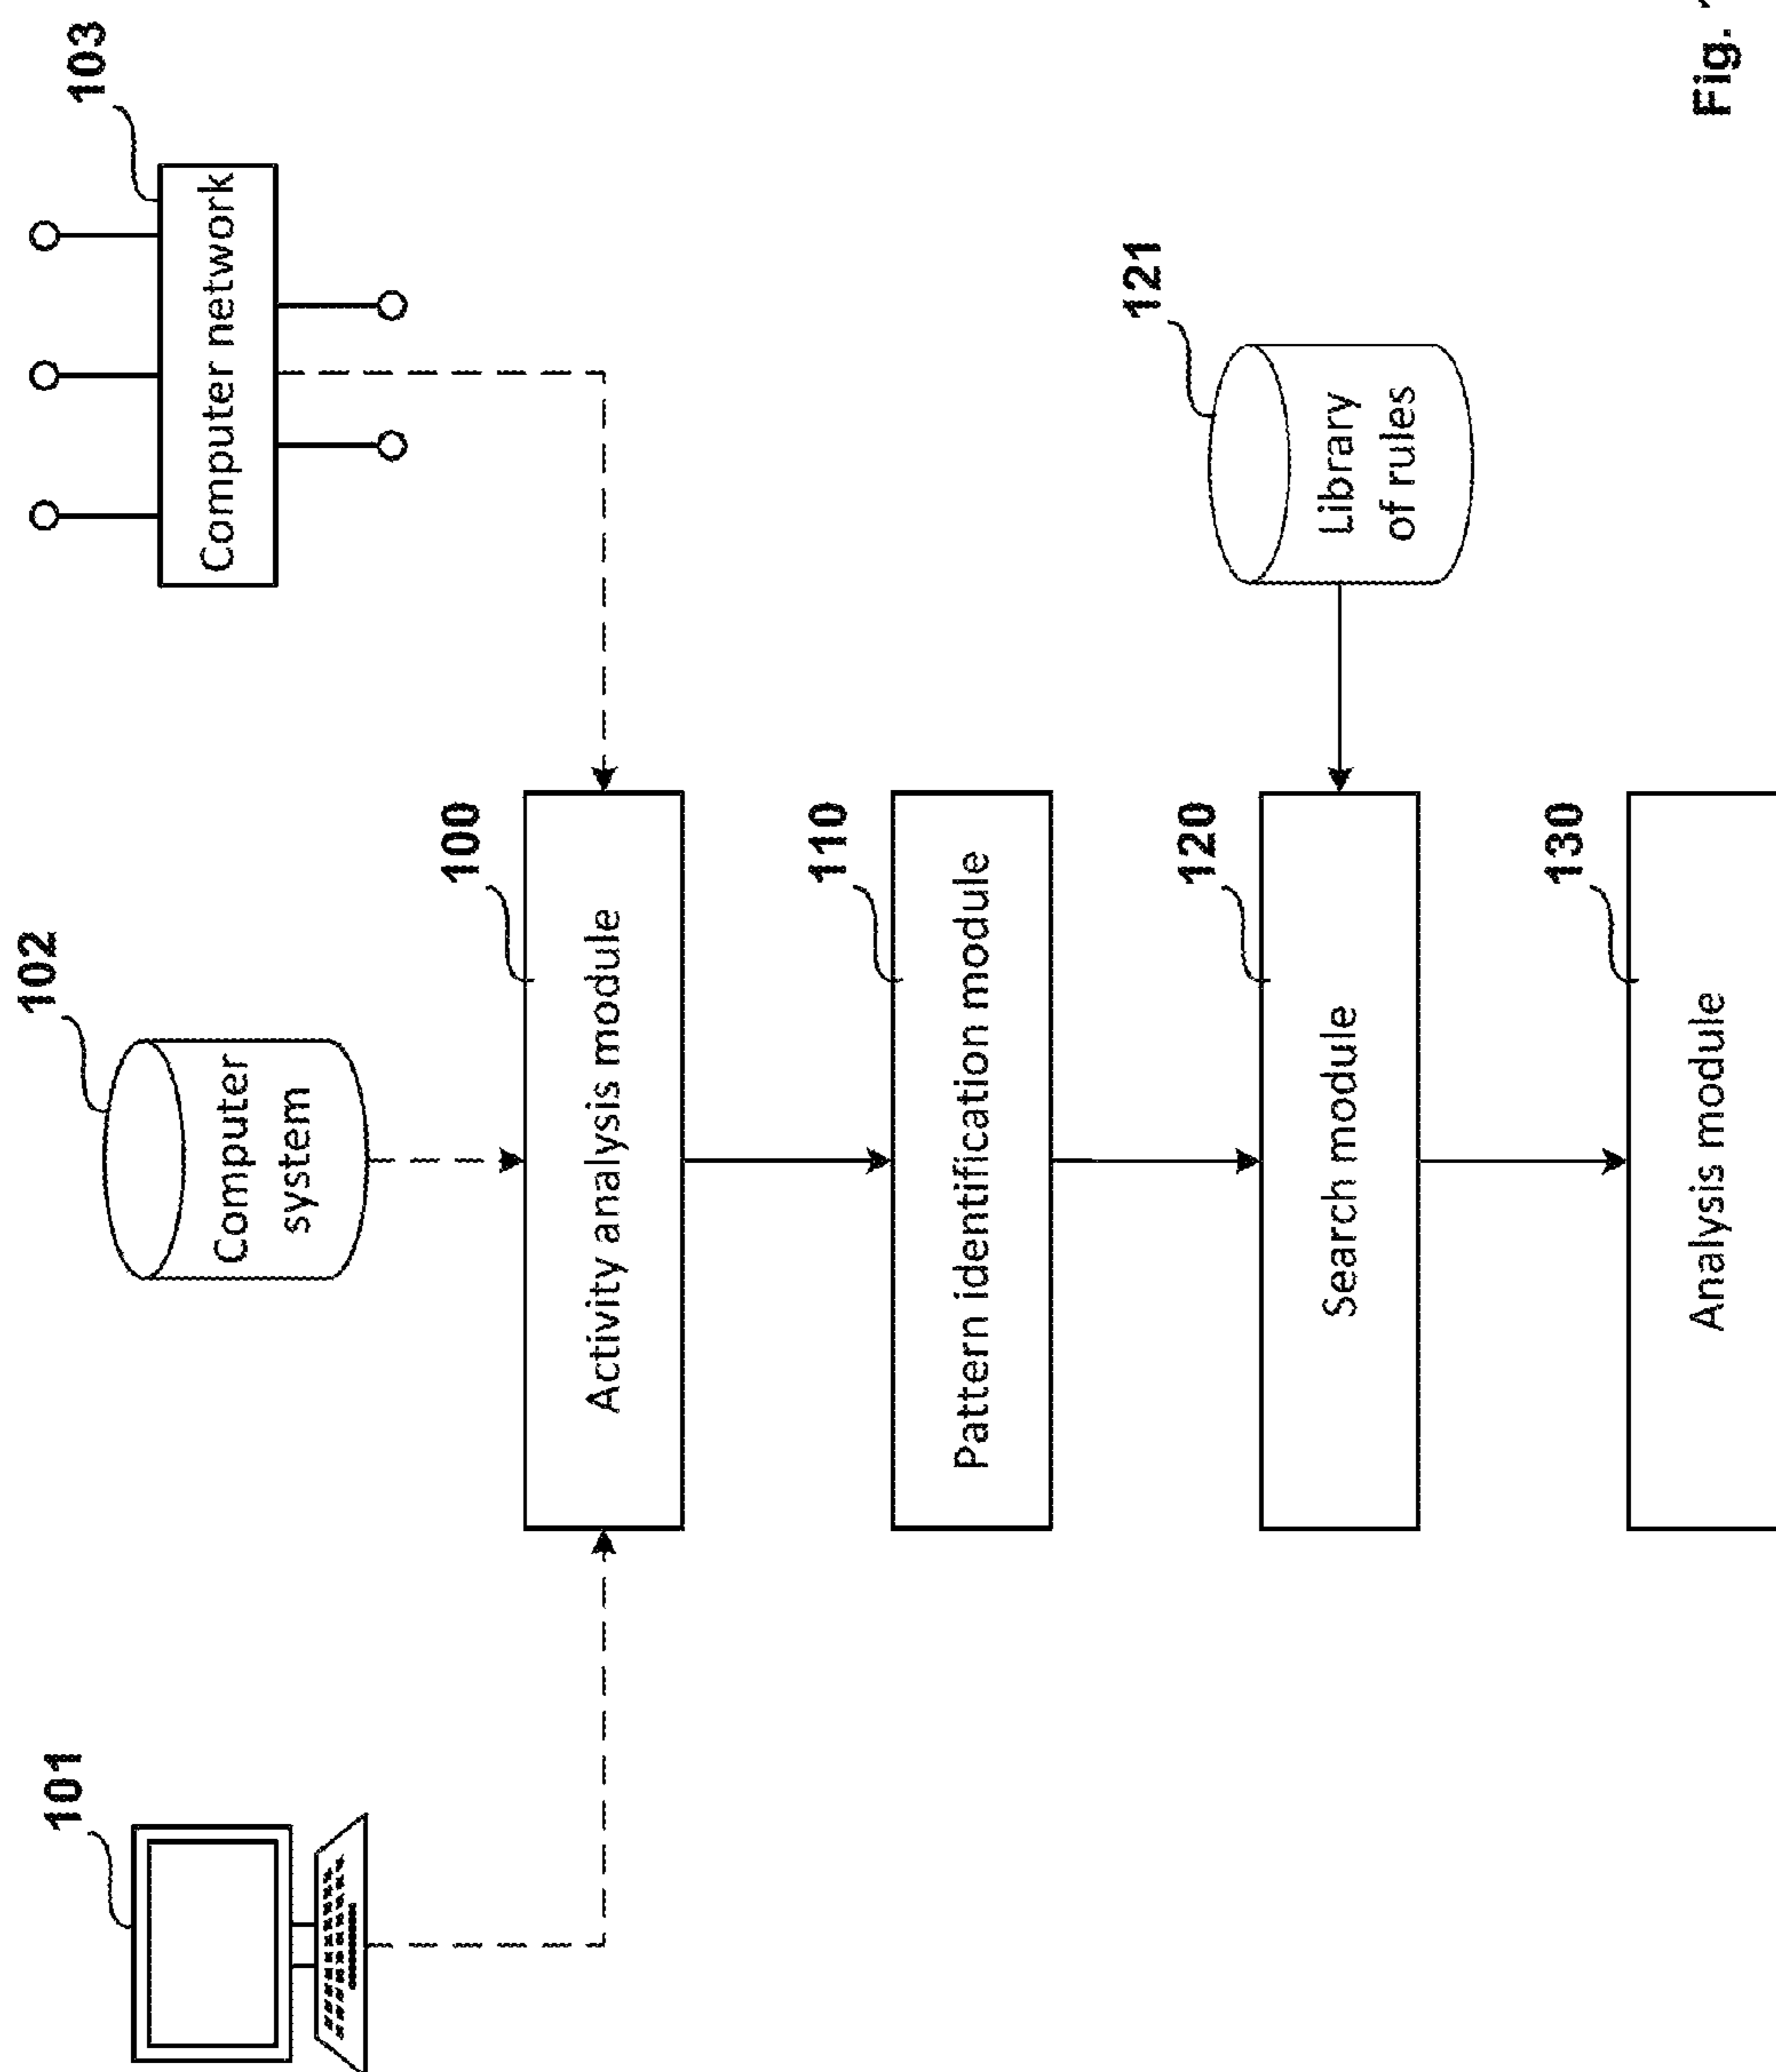 101
102
103
Computer
system
Computer network
100
Activity analysis module
110
Pattern identification module
121
Library
of rules
120
Search module
130
Analysis module
Fig.